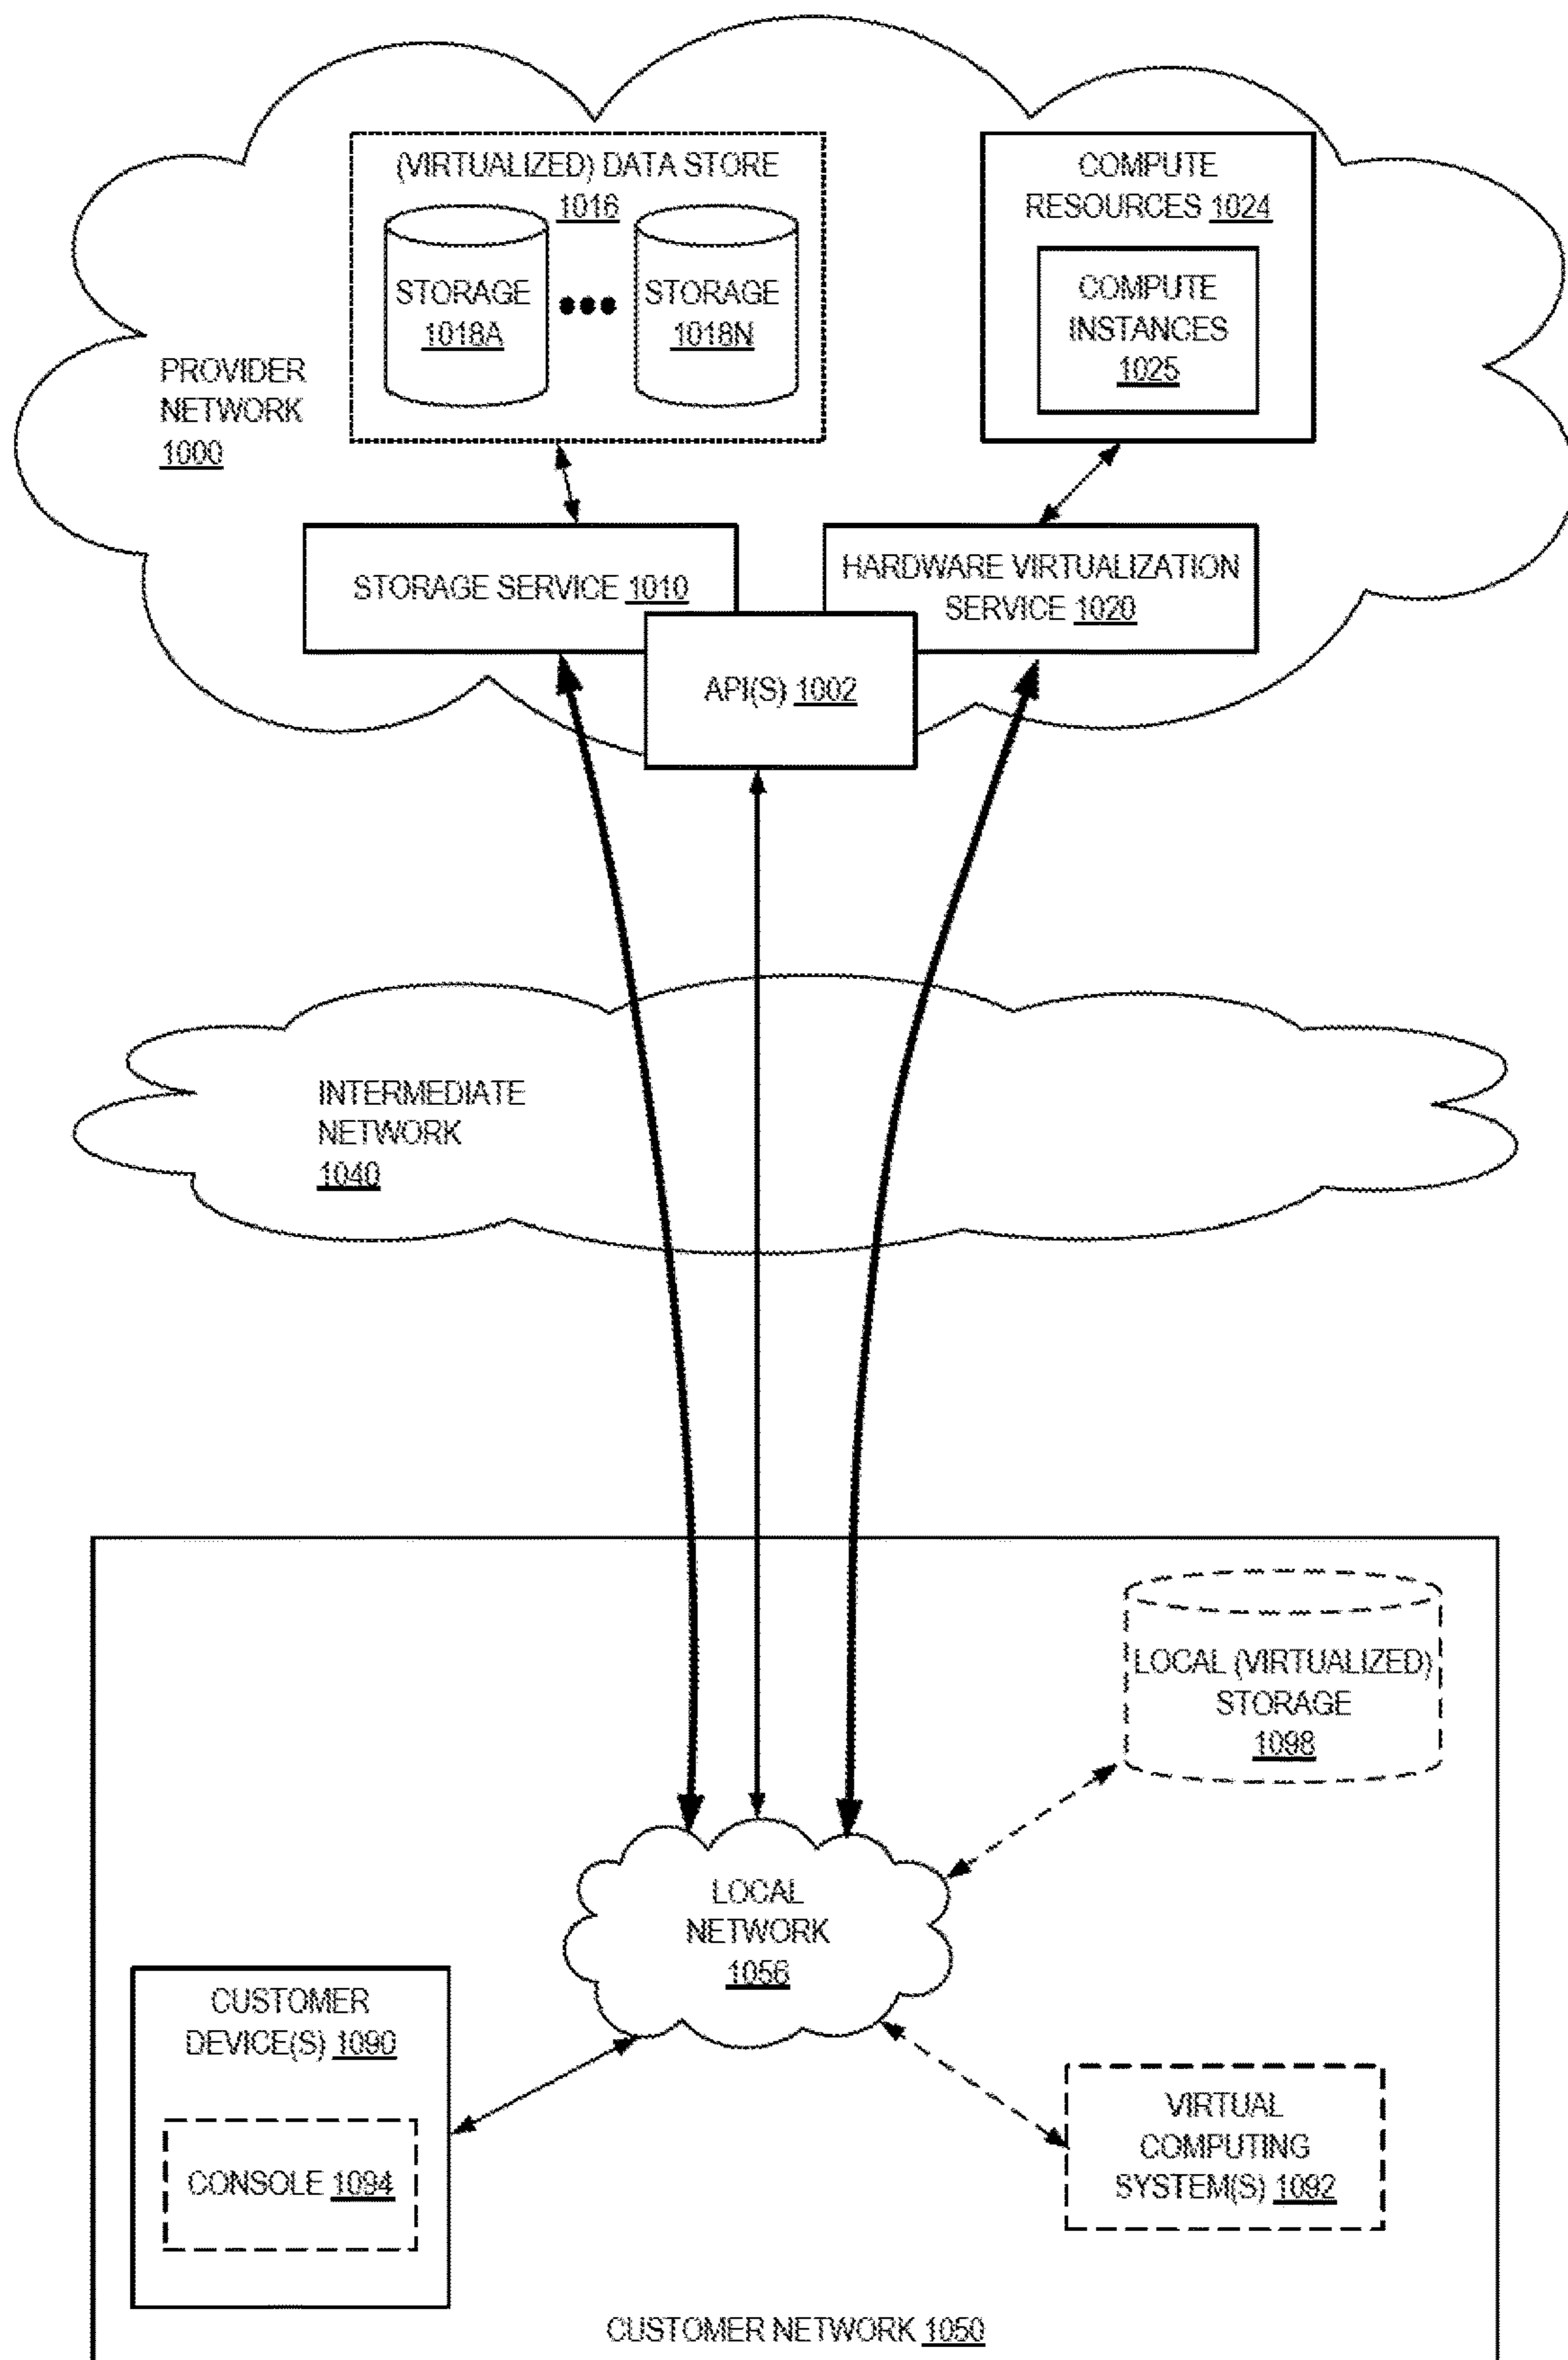 (VIRTUALIZED) DATA STORE
1016
STORAGE
1018A
STORAGE
1018N
COMPUTE
RESOURCES 1024
COMPUTE
INSTANCES
1025
PROVIDER
NETWORK
1000
STORAGE SERVICE 1010
HARDWARE VIRTUALIZATION
SERVICE 1020
API(S) 1002
INTERMEDIATE
NETWORK
1040
LOCAL (VIRTUALIZED)
STORAGE
1098
LOCAL
NETWORK
1056
CUSTOMER
DEVICE(S) 1090
CONSOLE 1094
VIRTUAL
COMPUTING
SYSTEM(S) 1092
CUSTOMER NETWORK 1050